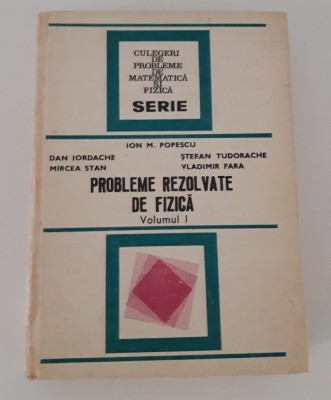 CULEGERI
DE
PROBLEME
DE
MATEMATICĂ
ȘI
FIZICĂ
SERIE
ION M. POPESCU
DAN IORDACHE ȘTEFAN TUDORACHE
MIRCEA STAN VLADIMIR FARA
PROBLEME REZOLVATE
DE FIZICĂ
Volumul I